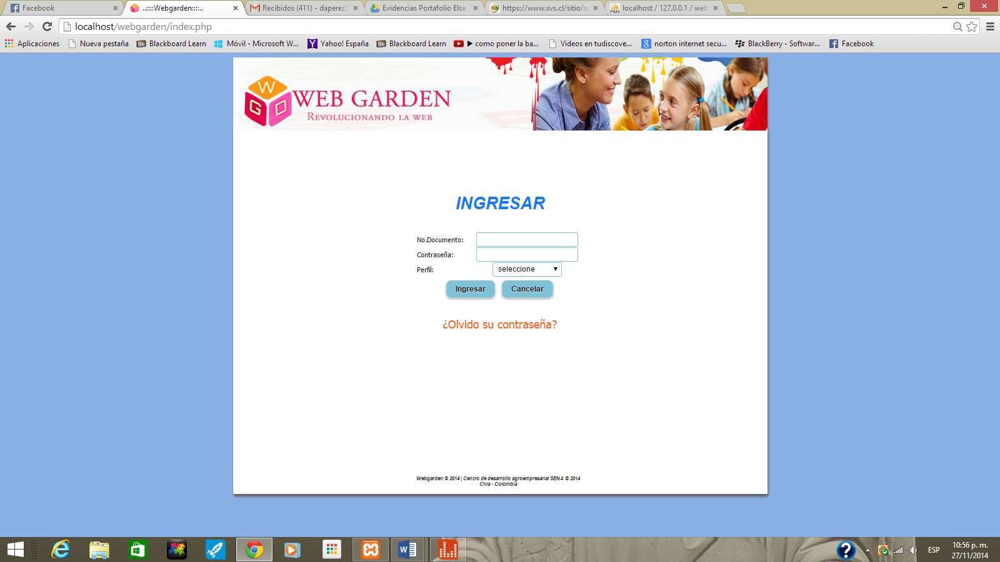 Facebook
..::::Webgarden::::..
Recibidos (411) - daperez1
Evidencias Portafolio Elsa
https://www.svs.cl/sitio/se
localhost / 127.0.0.1 / web
localhost/webgarden/index.php
Aplicaciones
Nueva pestaña
Blackboard Learn
Móvil - Microsoft W...
Yahoo! España
Blackboard Learn
▶ como poner la ba...
Videos en tudiscove...
norton internet secu...
BlackBerry - Softwar...
Facebook
W G D
WEB GARDEN
REVOLUCIONANDO LA WEB
INGRESAR
No.Documento:
Contraseña:
Perfil:
seleccione
Ingresar
Cancelar
¿Olvido su contraseña?
Webgarden © 2014 | Centro de desarrollo agroempresarial SENA © 2014
Chía - Colombia
ESP
10:56 p. m.
27/11/2014